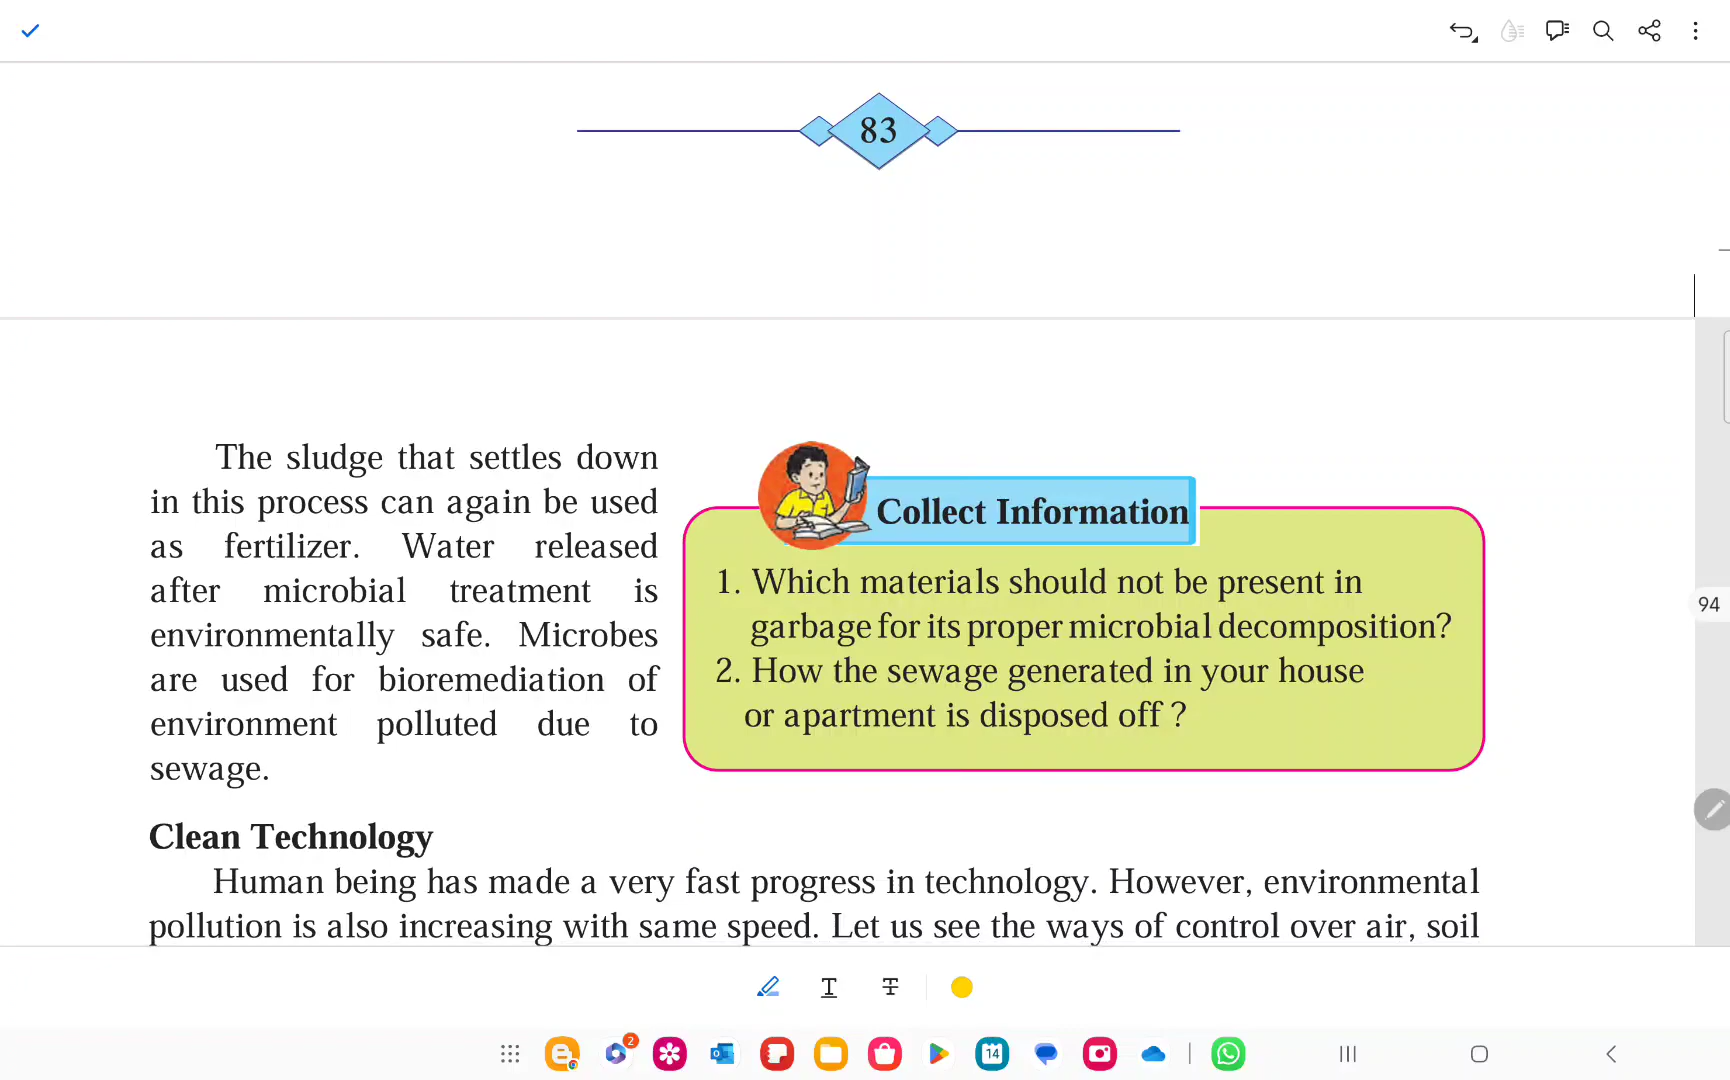 83
The sludge that settles down
in this process can again be used
as fertilizer. Water released
after microbial treatment is
environmentally safe. Microbes
are used for bioremediation of
environment polluted due to
sewage.
Collect Information
1. Which materials should not be present in
garbage for its proper microbial decomposition?
2. How the sewage generated in your house
or apartment is disposed off ?
94
Clean Technology
Human being has made a very fast progress in technology. However, environmental
pollution is also increasing with same speed. Let us see the ways of control over air, soil
T
T
2
14